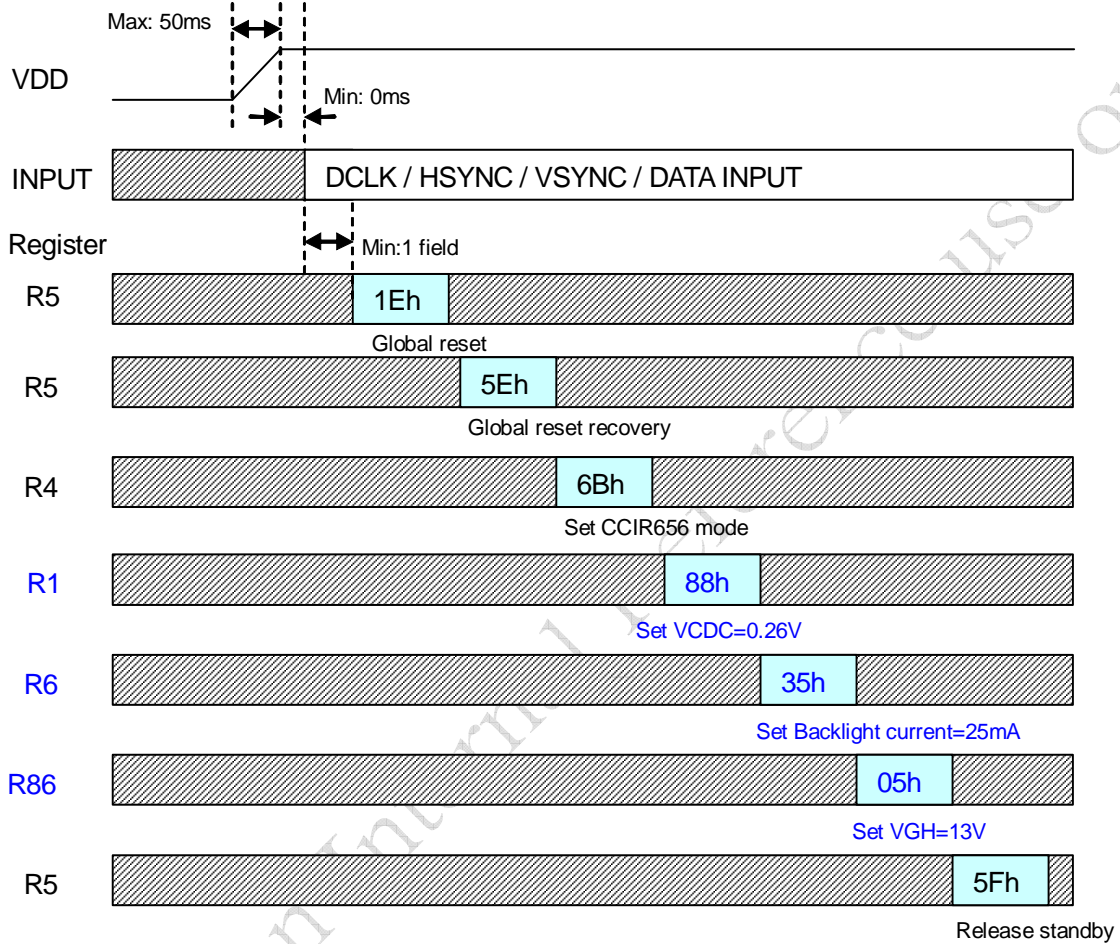 Max: 50ms
VDD
Min: 0ms
INPUT
DCLK / HSYNC / VSYNC / DATA INPUT
Register
Min:1 field
R5
1Eh
Global reset
R5
5Eh
Global reset recovery
R4
6Bh
Set CCIR656 mode
R1
88h
Set VCDC=0.26V
R6
35h
Set Backlight current=25mA
R86
05h
Set VGH=13V
R5
5Fh
Release standby
Internal